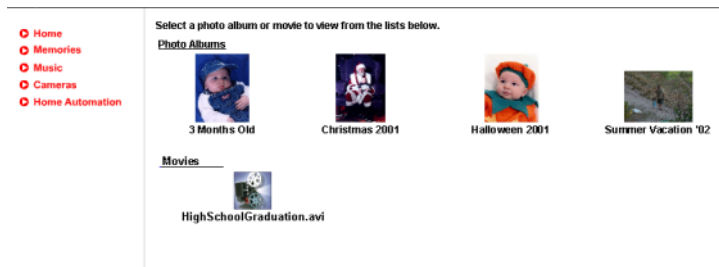 Home
Memories
Music
Cameras
Home Automation
Select a photo album or movie to view from the lists below.
Photo Albums
3 Months Old
Christmas 2001
Halloween 2001
Summer Vacation '02
Movies
HighSchoolGraduation.avi